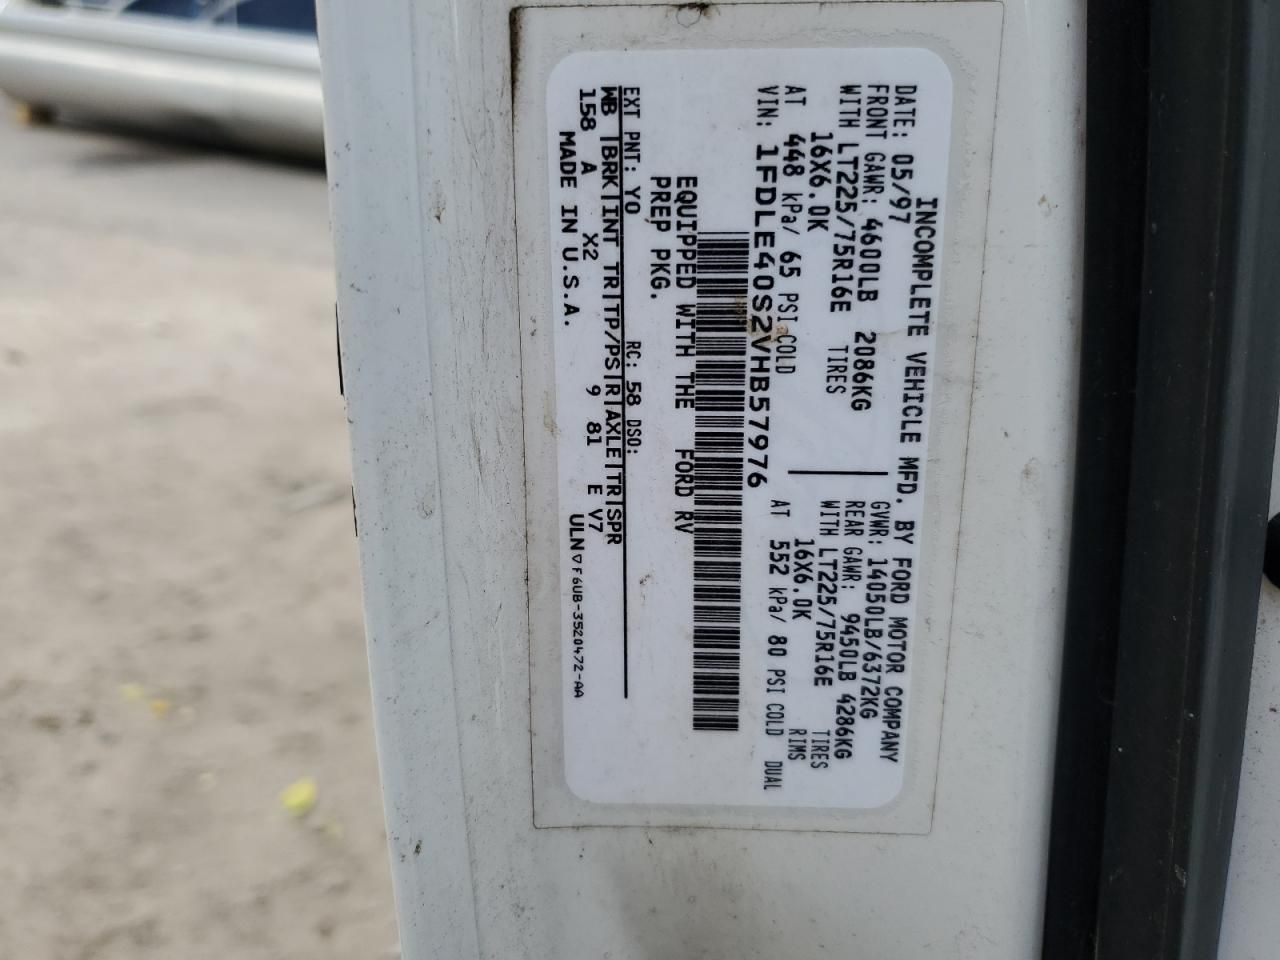 INCOMPLETE VEHICLE MFD. BY FORD MOTOR COMPANY
DATE: 05/97 GVWR: 14050LB/6372KG
FRONT GAWR: 4600LB 2086KG REAR GAWR: 9450LB 4286KG
WITH LT225/75R16E TIRES WITH LT225/75R16E TIRES
16X6.0K 16X6.0K RIMS
AT 448 kPa/ 65 PSI COLD AT 552 kPa/ 80 PSI COLD DUAL
VIN: 1FDLE40S2VHB57976
EQUIPPED WITH THE FORD RV
PREP PKG.
EXT PNT: YO RC: 58 DSO:
WB |BRK|INT TR|TP/PS|R|AXLE|TR|SPR
158 A X2 9 81 E V7
MADE IN U.S.A. ULN▽F6UB-3520472-AA